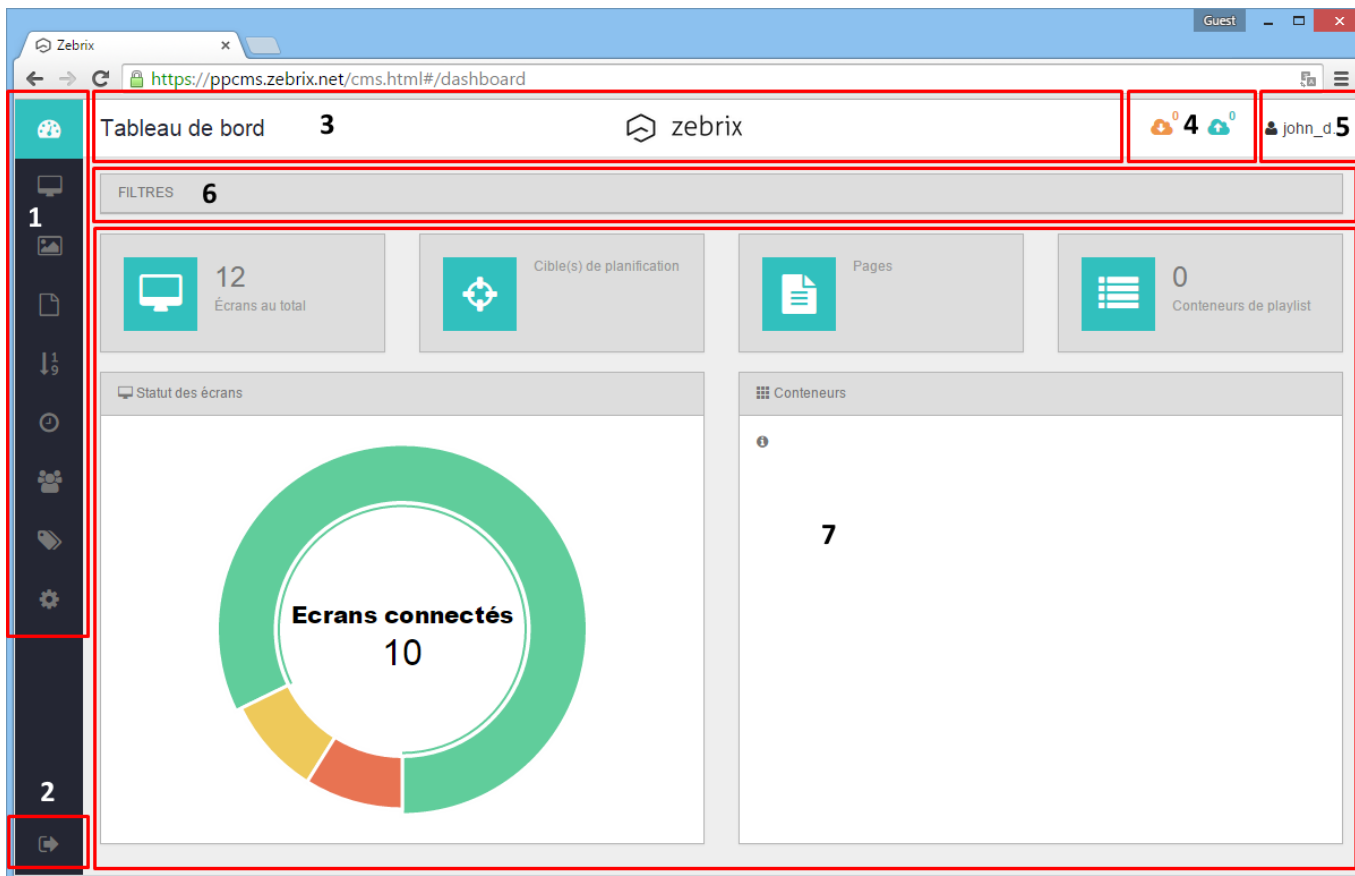 Guest
Zebrix
https://ppcms.zebrix.net/cms.html#/dashboard
Tableau de bord 3 zebrix 0 4 0 john_d. 5
1
FILTRES 6
12
Écrans au total
Cible(s) de planification
Pages
0
Conteneurs de playlist
1
9
Statut des écrans
Conteneurs
7
Ecrans connectés
10
2